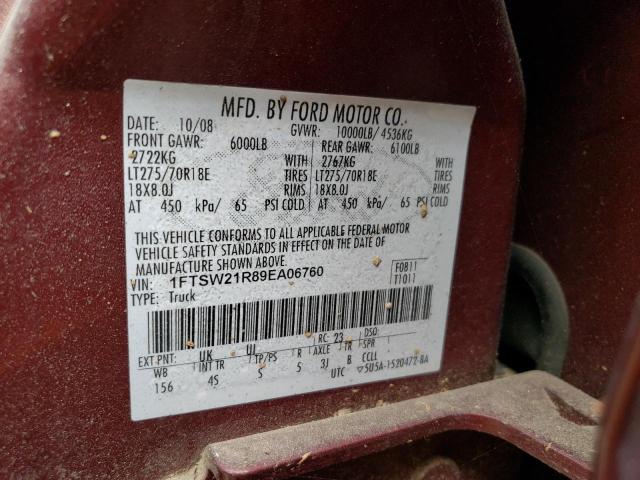 MFD. BY FORD MOTOR CO.
DATE: 10/08 GVWR: 10000LB/ 4536KG
FRONT GAWR: 6000LB REAR GAWR: 6100LB
2722KG WITH 2767KG WITH
LT275/70R18E TIRES LT275/70R18E TIRES
18X8.0J RIMS 18X8.0J RIMS
AT 450 kPa/ 65 PSI COLD AT 450 kPa/ 65 PSI COLD
THIS VEHICLE CONFORMS TO ALL APPLICABLE FEDERAL MOTOR
VEHICLE SAFETY STANDARDS IN EFFECT ON THE DATE OF
MANUFACTURE SHOWN ABOVE.
VIN: 1FTSW21R89EA06760 F0811
TYPE: Truck T1011
RC: 23 DSO:
EXT PNT: UK UI
WB INT TR TP/PS R AXLE TR SPR
156 4S S 5 3J B CCLL
UTC ▽5U5A-1520472-BA